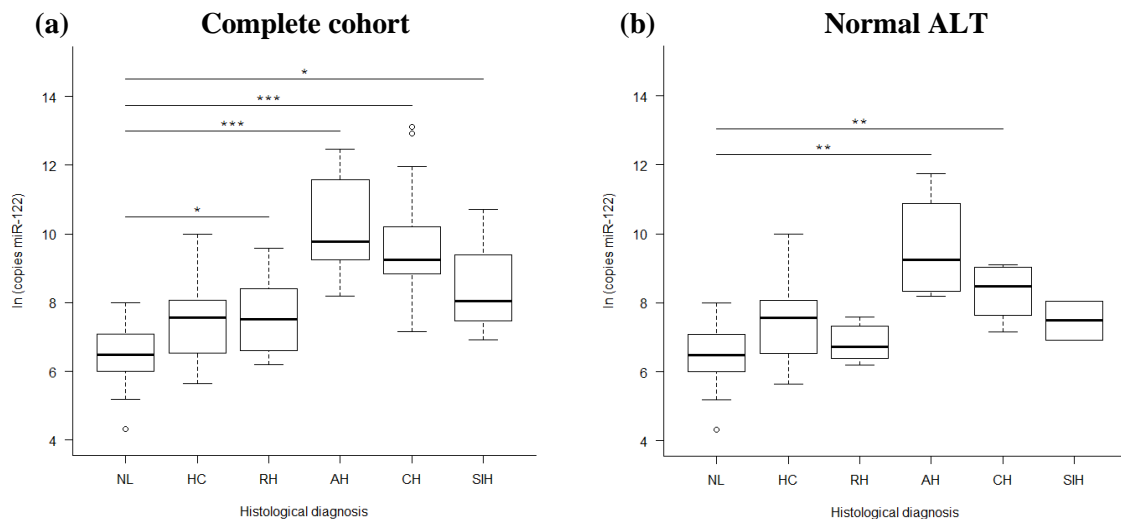 (a) Complete cohort
*
***
***
*
14
12
10
8
6
4
ln (copies miR-122)
NL HC RH AH CH SIH
Histological diagnosis
(b) Normal ALT
**
**
14
12
10
8
6
4
ln (copies miR-122)
NL HC RH AH CH SIH
Histological diagnosis